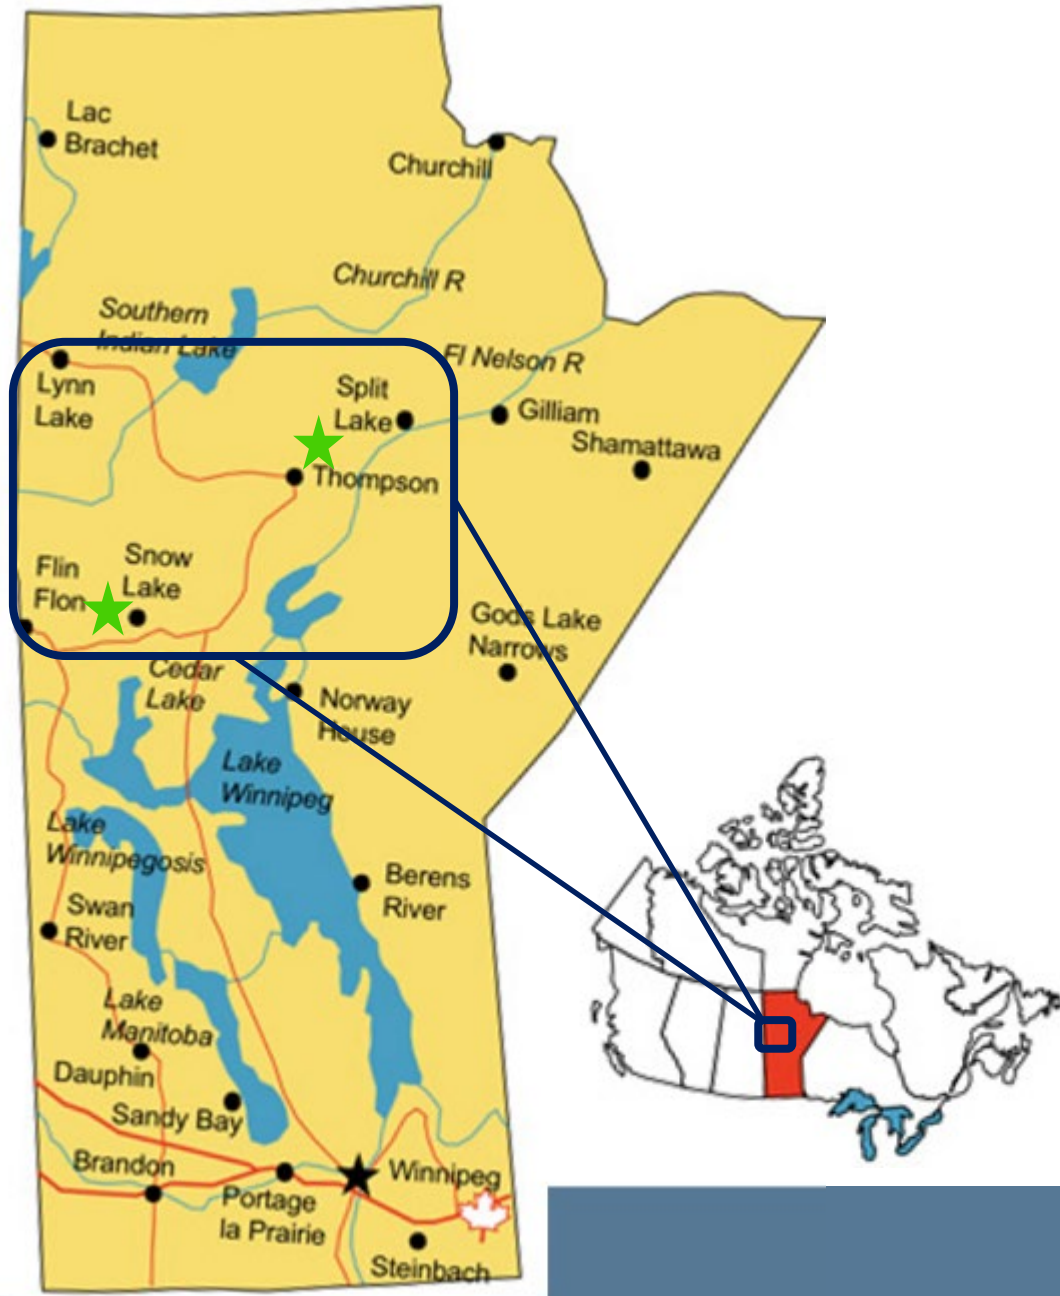 Lac
Brachet
Churchill
Churchill R
Southern
Indian Lake
Fl Nelson R
Lynn
Lake
Split
Lake
Gilliam
Shamattawa
Thompson
Snow
Lake
Flin
Flon
Gods Lake
Narrows
Cedar
Lake
Norway
House
Lake
Winnipeg
Lake
Winnipegosis
Berens
River
Swan
River
Lake
Manitoba
Dauphin
Sandy Bay
Brandon
Winnipeg
Portage
la Prairie
Steinbach